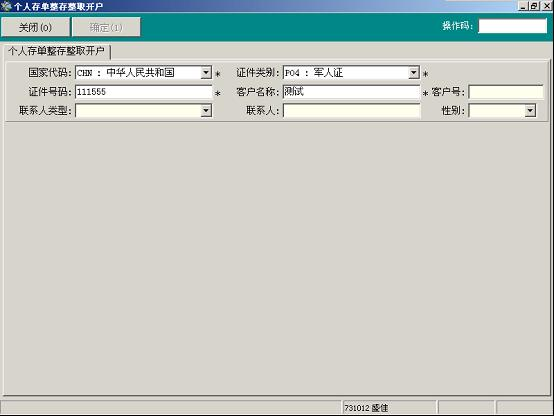 个人存单整存整取开户
关闭(0) 确定(1) 操作码:
个人存单整存整取开户
国家代码: CHN : 中华人民共和国 * 证件类别: P04 : 军人证 *
证件号码: 111555 * 客户名称: 测试 * 客户号:
联系人类型: 联系人: 性别:
731012 盛佳